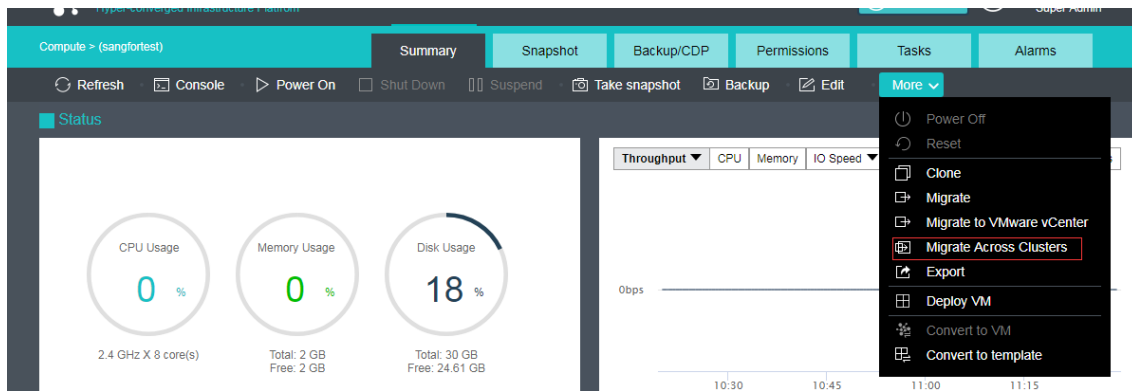 Hyper-converged Infrastructure Platfrom
Super Admin
Compute > (sangfortest)
Summary
Snapshot
Backup/CDP
Permissions
Tasks
Alarms
Refresh
Console
Power On
Shut Down
Suspend
Take snapshot
Backup
Edit
More
Status
Power Off
Reset
Clone
Migrate
Migrate to VMware vCenter
Migrate Across Clusters
Export
Deploy VM
Convert to VM
Convert to template
Throughput
CPU
Memory
IO Speed
CPU Usage
0 %
2.4 GHz X 8 core(s)
Memory Usage
0 %
Total: 2 GB
Free: 2 GB
Disk Usage
18 %
Total: 30 GB
Free: 24.61 GB
0bps
10:30
10:45
11:00
11:15